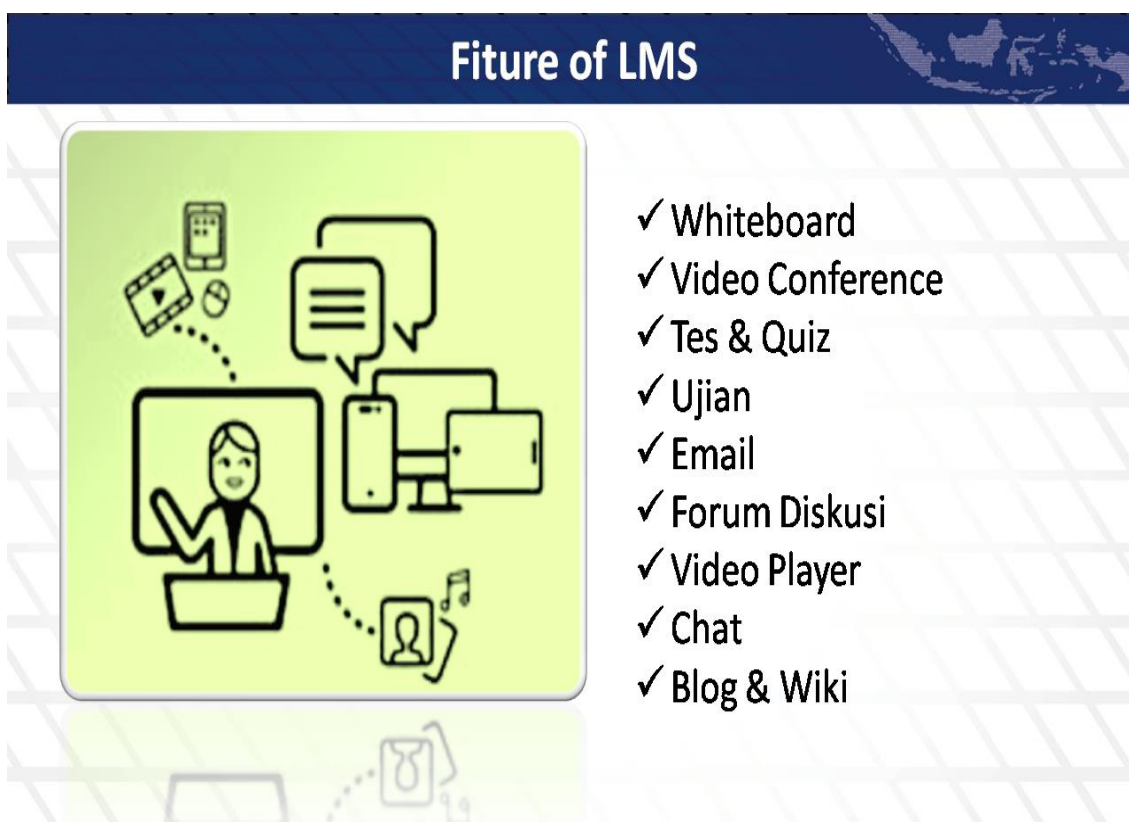 Fiture of LMS
✓ Whiteboard
✓ Video Conference
✓ Tes & Quiz
✓ Ujian
✓ Email
✓ Forum Diskusi
✓ Video Player
✓ Chat
✓ Blog & Wiki